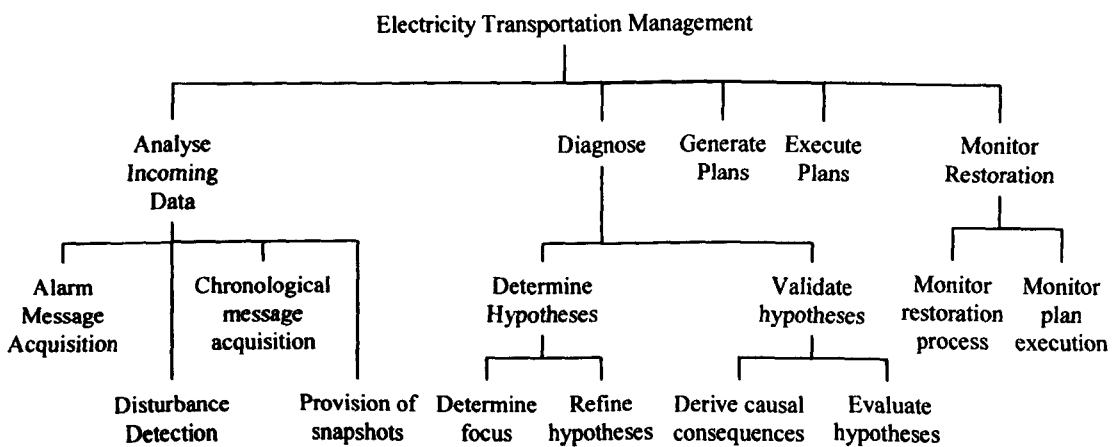 Electricity Transportation Management
Analyse
Incoming
Data
Diagnose
Generate
Plans
Execute
Plans
Monitor
Restoration
Alarm
Message
Acquisition
Chronological
message
acquisition
Determine
Hypotheses
Validate
hypotheses
Monitor
restoration
process
Monitor
plan
execution
Disturbance
Detection
Provision of
snapshots
Determine
focus
Refine
hypotheses
Derive causal
consequences
Evaluate
hypotheses